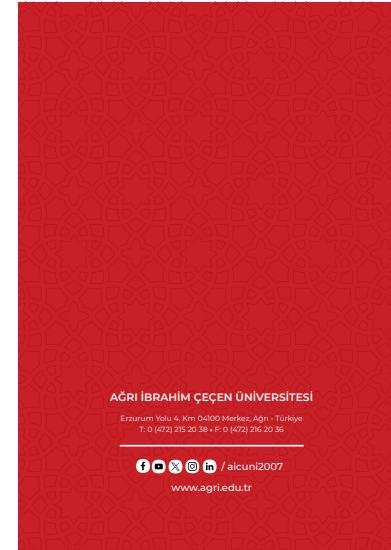 AĞRI İBRAHİM ÇEÇEN ÜNİVERSİTESİ
Erzurum Yolu 4. Km 04100 Merkez, Ağrı - Türkiye
T: 0 (472) 215 20 38 • F: 0 (472) 216 20 36
/ aicuni2007
www.agri.edu.tr